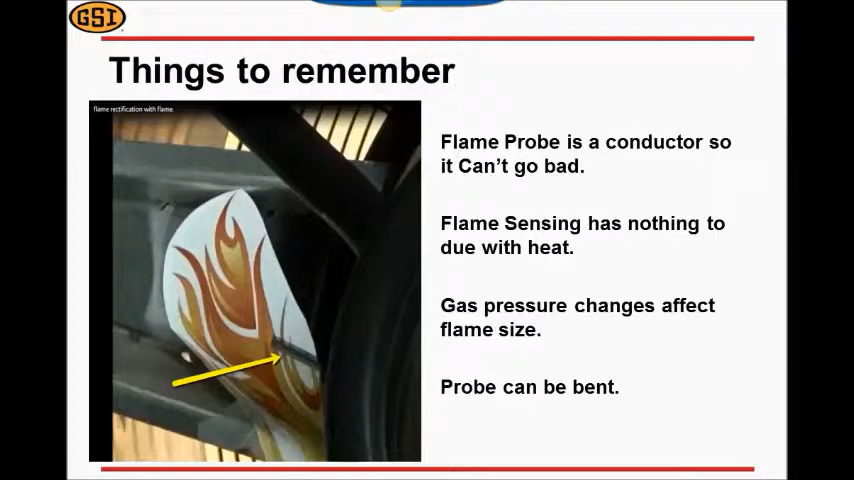 GSI
Things to remember
flame rectification with flame
Flame Probe is a conductor so
it Can't go bad.
Flame Sensing has nothing to
due with heat.
Gas pressure changes affect
flame size.
Probe can be bent.